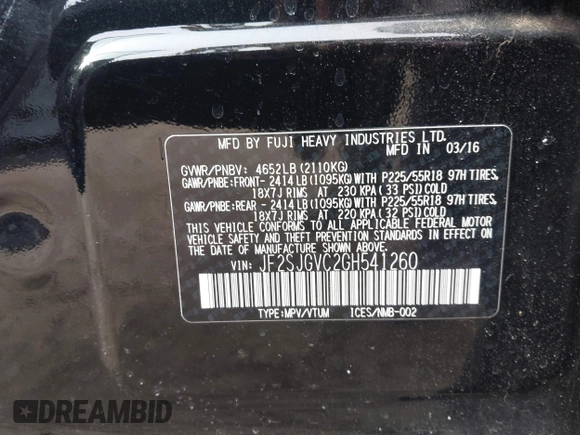 MFD BY FUJI HEAVY INDUSTRIES LTD.
MFD IN 03/16
GVWR/PNBV: 4652LB (2110KG)
GAWR/PNBE:FRONT- 2414LB(1095KG)WITH P225/55R18 97H TIRES,
18X7J RIMS AT 230 KPA (33 PSI)COLD
GAWR/PNBE:REAR - 2414LB(1095KG)WITH P225/55R18 97H TIRES,
18X7J RIMS AT 220 KPA (32 PSI)COLD
THIS VEHICLE CONFORMS TO ALL APPLICABLE FEDERAL MOTOR
VEHICLE SAFETY AND THEFT PREVENTION STANDARDS IN EFFECT ON
THE DATE OF MANUFACTURE SHOWN ABOVE.
VIN: JF2SJGVC2GH541260
TYPE:MPV/VTUM ICES/NMB-002
DREAMBID